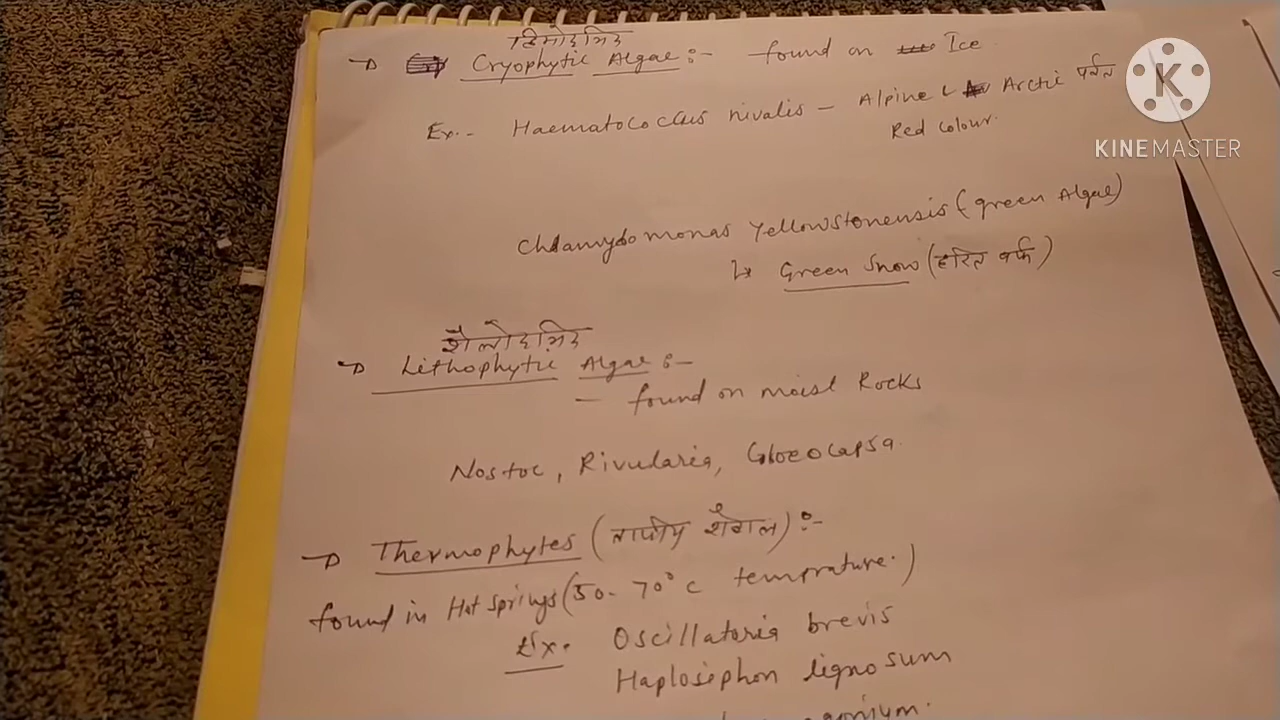 हिमोद्भिद
→ Cryophytic Algae :- found on Ice
Ex.- Haematococcus nivalis - Alpine & Arctic पर्वत
Red colour.
Chlamydomonas Yellowstonensis (green Algae)
↳ Green Snow (हरित बर्फ)
शैलोद्भिद
→ Lithophytic Algae :-
- found on moist Rocks
Nostoc, Rivularia, Gloeocapsa.
→ Thermophytes (तापीय शैवाल) :-
found in Hot springs (50-70°C temprature.)
Ex. Oscillatoria brevis
Haplosiphon lignosum
K
KINEMASTER